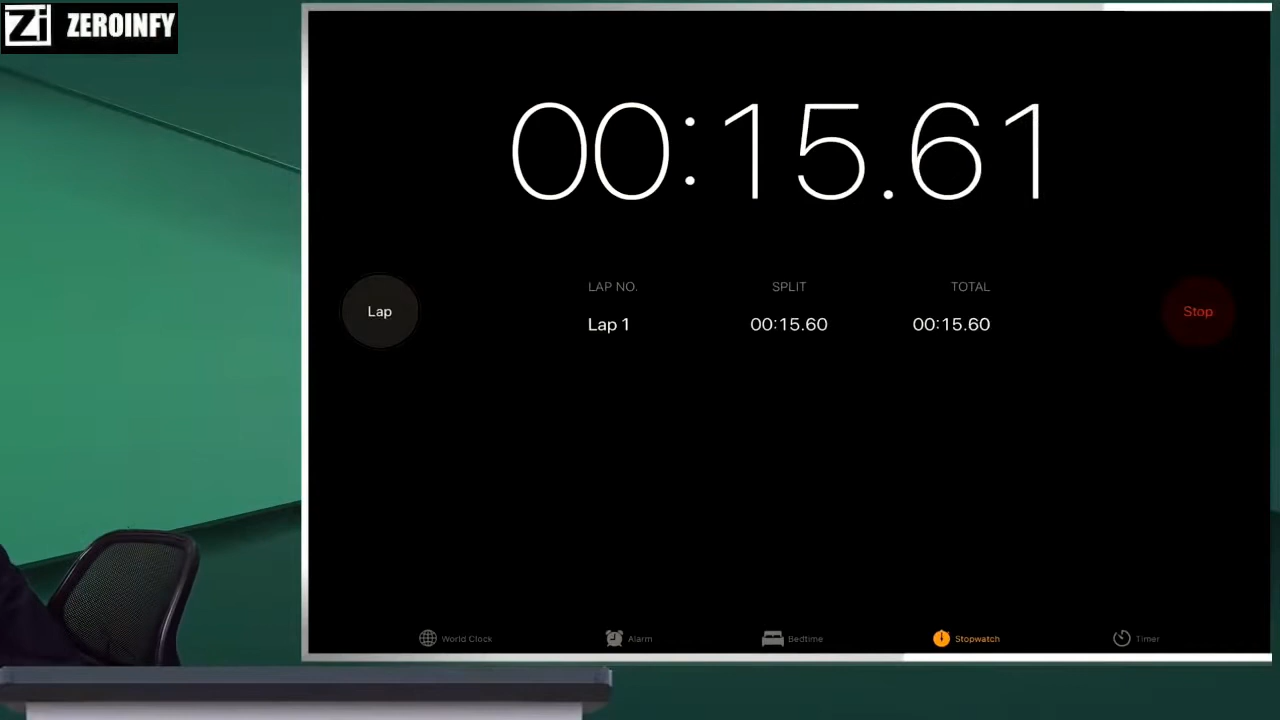 Zi ZEROINFY
00:15.61
LAP NO. SPLIT TOTAL
Lap Lap 1 00:15.60 00:15.60 Stop
World Clock Alarm Bedtime Stopwatch Timer